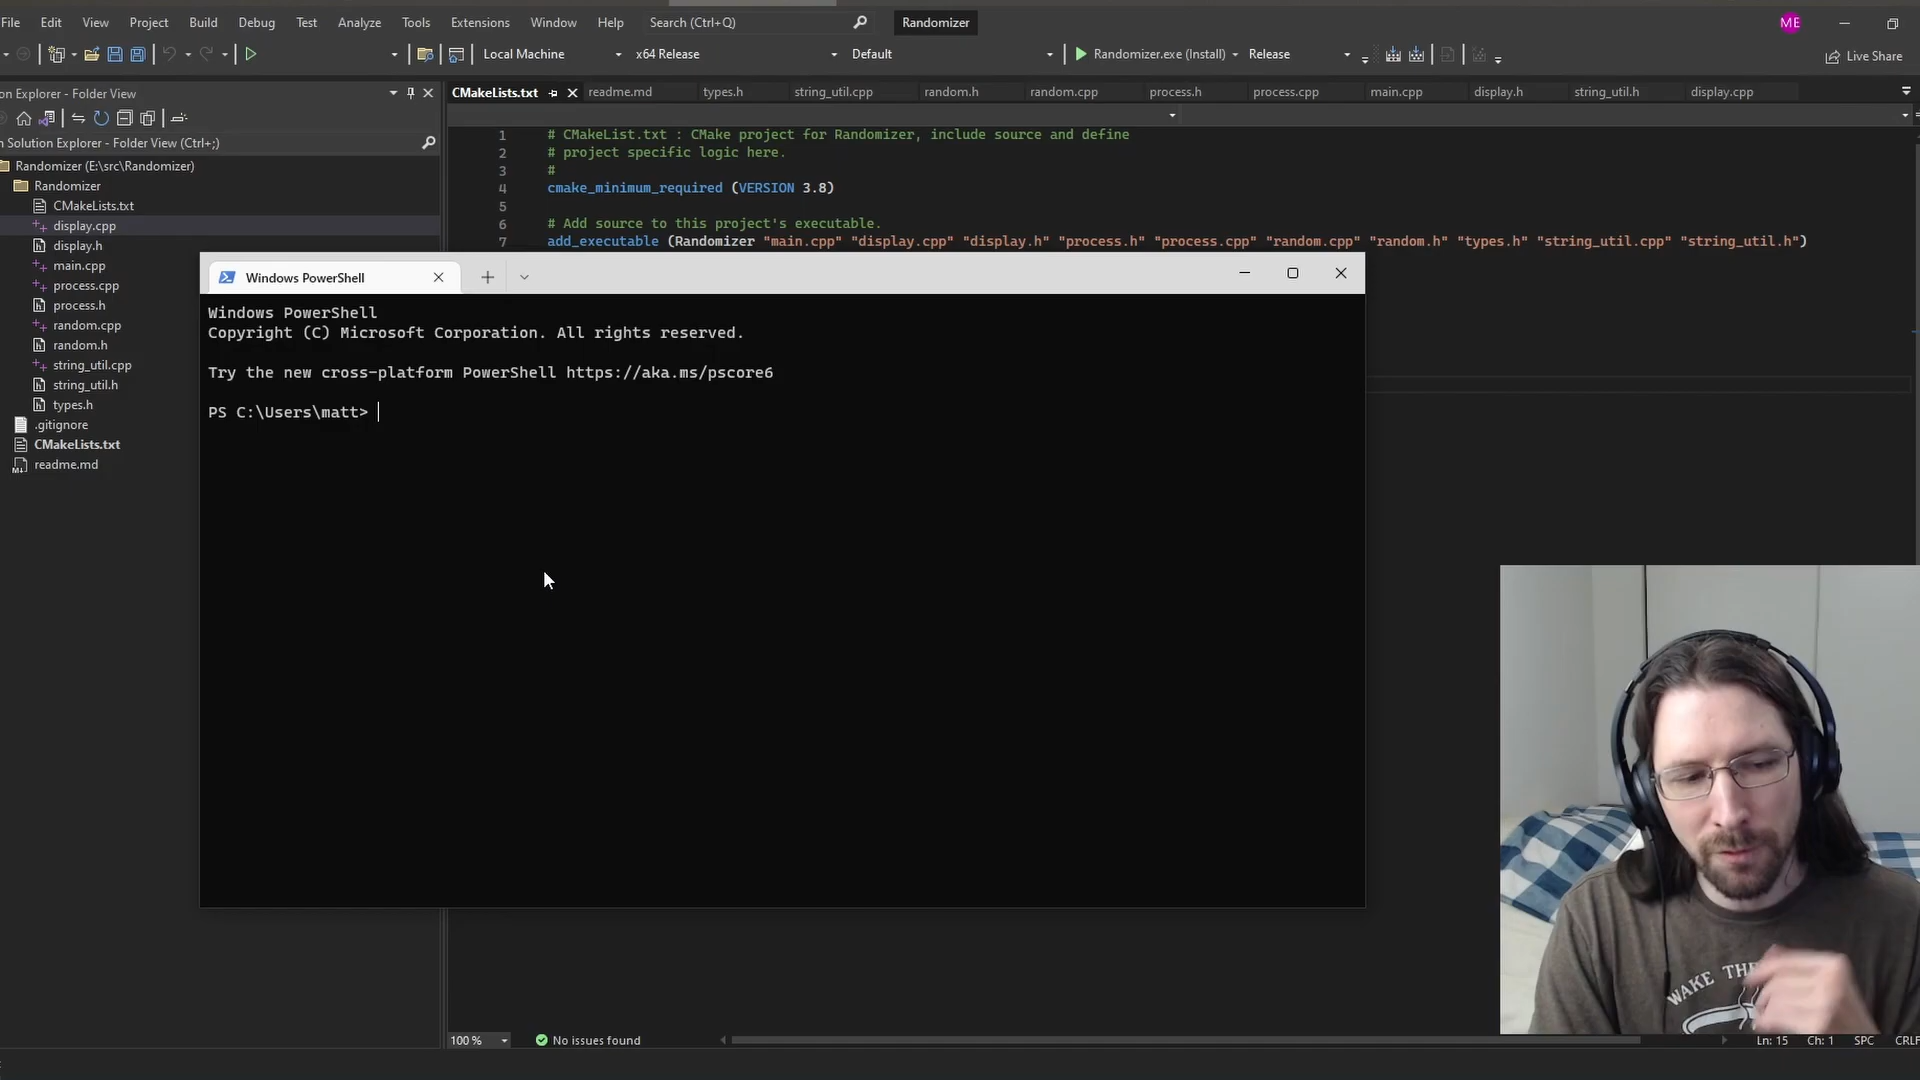 File Edit View Project Build Debug Test Analyze Tools Extensions Window Help Search (Ctrl+Q) Randomizer ME
Local Machine x64 Release Default Randomizer.exe (Install) Release Live Share
on Explorer - Folder View
CMakeLists.txt readme.md types.h string_util.cpp random.h random.cpp process.h process.cpp main.cpp display.h string_util.h display.cpp
h Solution Explorer - Folder View (Ctrl+;)
Randomizer (E:\src\Randomizer)
Randomizer
CMakeLists.txt
display.cpp
display.h
main.cpp
process.cpp
process.h
random.cpp
random.h
string_util.cpp
string_util.h
types.h
.gitignore
CMakeLists.txt
readme.md
1 # CMakeList.txt : CMake project for Randomizer, include source and define
2 # project specific logic here.
3 #
4 cmake_minimum_required (VERSION 3.8)
5
6 # Add source to this project's executable.
7 add_executable (Randomizer "main.cpp" "display.cpp" "display.h" "process.h" "process.cpp" "random.cpp" "random.h" "types.h" "string_util.cpp" "string_util.h")
Windows PowerShell
Windows PowerShell
Copyright (C) Microsoft Corporation. All rights reserved.
Try the new cross-platform PowerShell https://aka.ms/pscore6
PS C:\Users\matt>
WAKE THE
100 % No issues found Ln: 15 Ch: 1 SPC CRLF